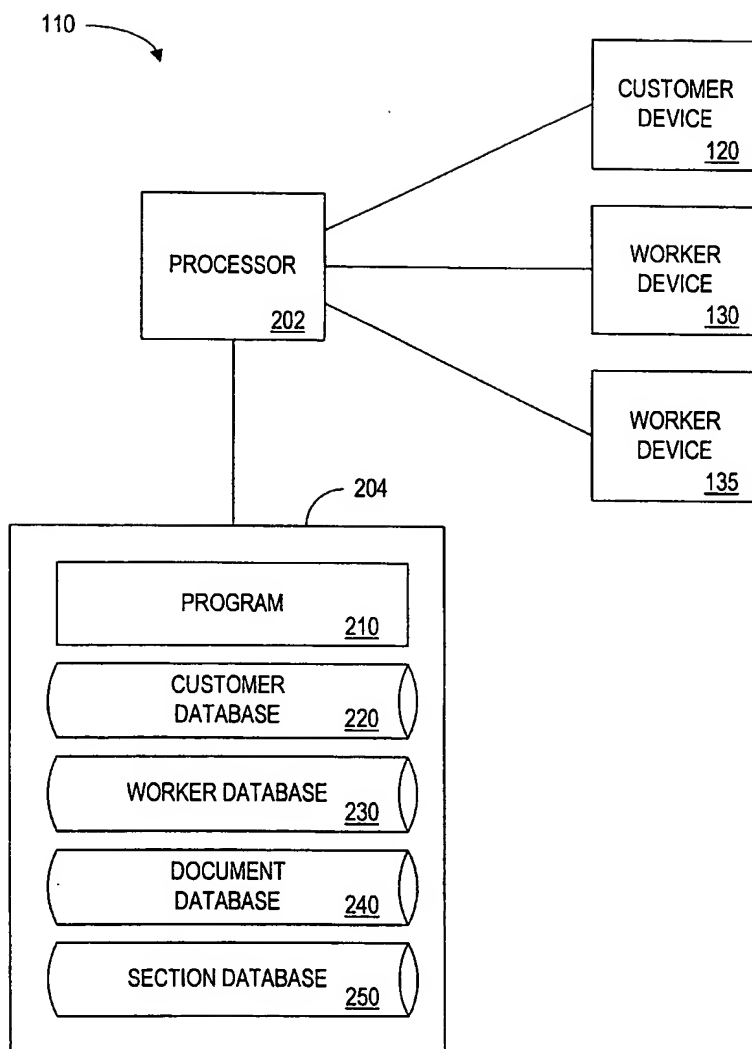 110
CUSTOMER
DEVICE
120
PROCESSOR
202
WORKER
DEVICE
130
WORKER
DEVICE
135
204
PROGRAM
210
CUSTOMER
DATABASE
220
WORKER DATABASE
230
DOCUMENT
DATABASE
240
SECTION DATABASE
250